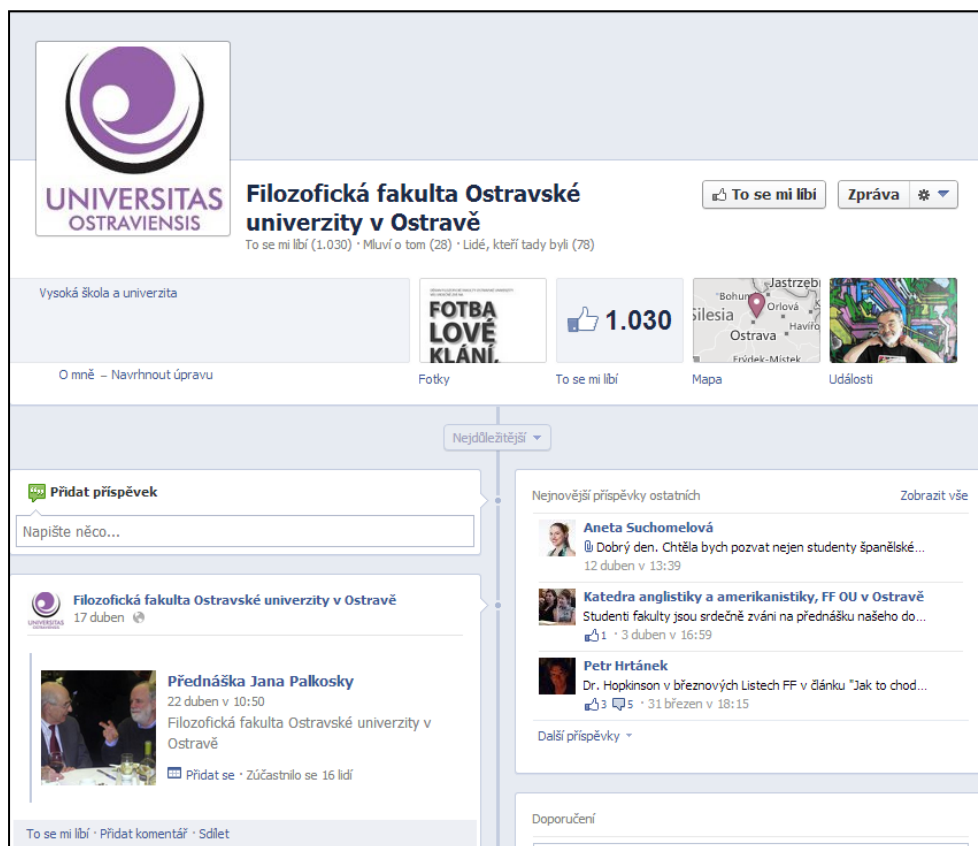 UNIVERSITAS
OSTRAVIENSIS
Filozofická fakulta Ostravské
univerzity v Ostravě
To se mi líbí (1.030) · Mluví o tom (28) · Lidé, kteří tady byli (78)
To se mi líbí
Zpráva
Vysoká škola a univerzita
O mně – Navrhnout úpravu
FOTBA
LOVÉ
KLÁNÍ,
Fotky
1.030
To se mi líbí
Jastrzębi
Bohum
Orlová
Silesia
Ostrava
Havířo
Frýdek-Místek
Mapa
Události
Nejdůležitější
Přidat příspěvek
Napište něco...
UNIVERSITAS
Filozofická fakulta Ostravské univerzity v Ostravě
17 duben
Přednáška Jana Palkosky
22 duben v 10:50
Filozofická fakulta Ostravské univerzity v
Ostravě
Přidat se · Zúčastnilo se 16 lidí
To se mi líbí · Přidat komentář · Sdílet
Nejnovější příspěvky ostatních
Zobrazit vše
Aneta Suchomelová
Dobrý den. Chtěla bych pozvat nejen studenty španělské...
12 duben v 13:39
Katedra anglistiky a amerikanistiky, FF OU v Ostravě
Studenti fakulty jsou srdečně zváni na přednášku našeho do...
1 · 3 duben v 16:59
Petr Hrtánek
Dr. Hopkinson v březnových Listech FF v článku "Jak to chod...
3 5 · 31 březen v 18:15
Další příspěvky
Doporučení